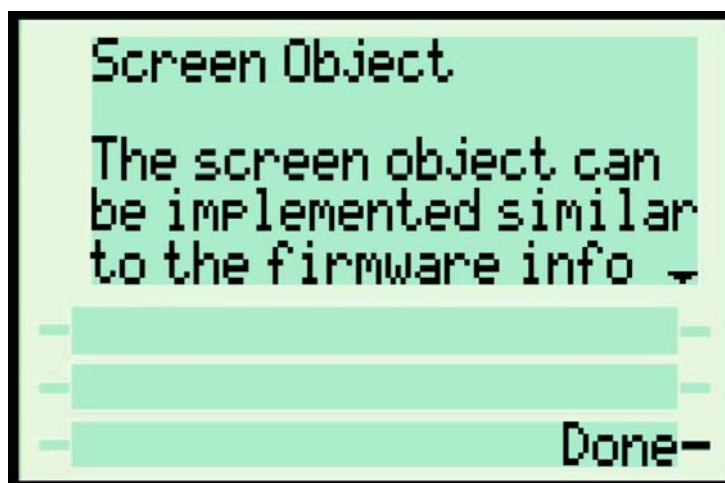 Screen Object
The screen object can
be implemented similar
to the firmware info
Done